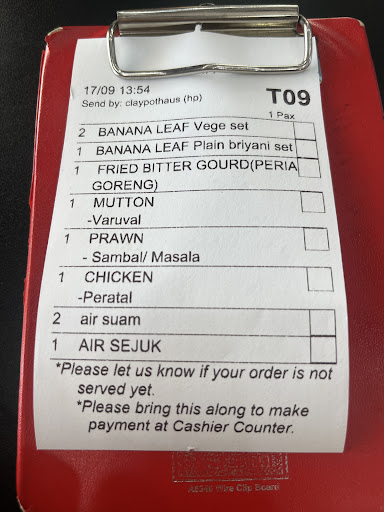 17/09 13:54
Send by: claypothaus (hp)
T09
1 Pax
2 BANANA LEAF Vege set
1 BANANA LEAF Plain briyani set
1 FRIED BITTER GOURD(PERIA
GORENG)
1 MUTTON
-Varuval
1 PRAWN
- Sambal/ Masala
1 CHICKEN
-Peratal
2 air suam
1 AIR SEJUK
*Please let us know if your order is not
served yet.
*Please bring this along to make
payment at Cashier Counter.
Wire Clip Board